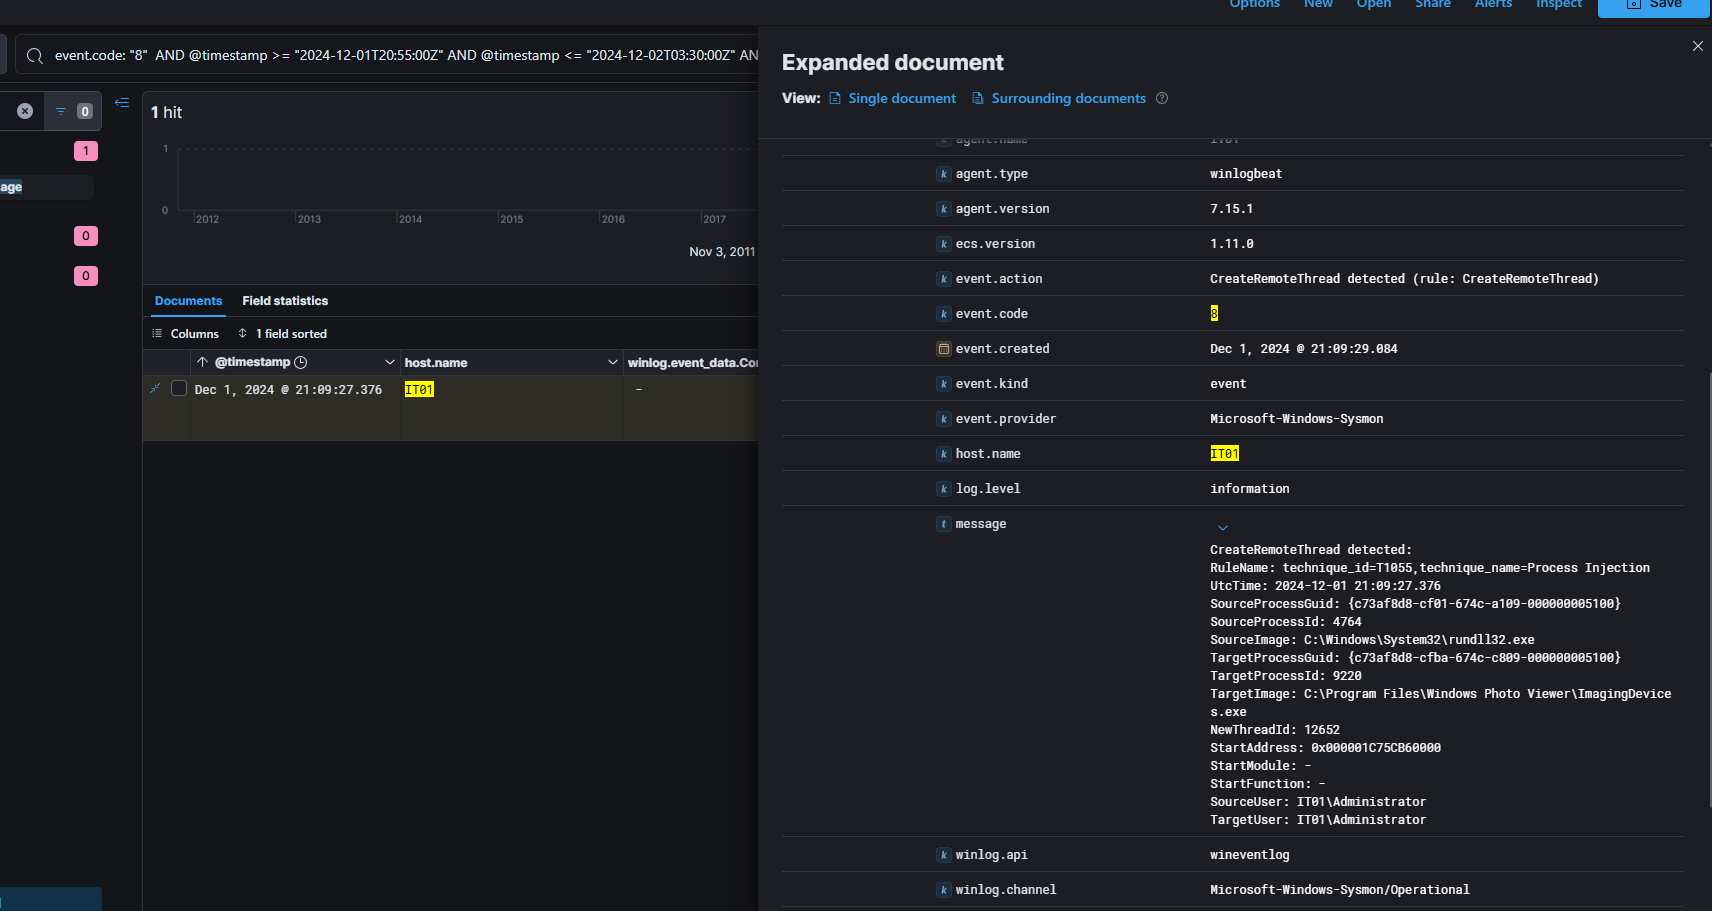 Options New Open Share Alerts Inspect Save
event.code: "8" AND @timestamp >= "2024-12-01T20:55:00Z" AND @timestamp <= "2024-12-02T03:30:00Z" AN
0
1
age
0
0
1 hit
1
0
2012 2013 2014 2015 2016 2017
Nov 3, 2011
Documents Field statistics
Columns 1 field sorted
@timestamp host.name winlog.event_data.Co
Dec 1, 2024 @ 21:09:27.376 IT01 -
Expanded document
View: Single document Surrounding documents
agent.name IT01
agent.type winlogbeat
agent.version 7.15.1
ecs.version 1.11.0
event.action CreateRemoteThread detected (rule: CreateRemoteThread)
event.code 8
event.created Dec 1, 2024 @ 21:09:29.084
event.kind event
event.provider Microsoft-Windows-Sysmon
host.name IT01
log.level information
message
CreateRemoteThread detected:
RuleName: technique_id=T1055,technique_name=Process Injection
UtcTime: 2024-12-01 21:09:27.376
SourceProcessGuid: {c73af8d8-cf01-674c-a109-000000005100}
SourceProcessId: 4764
SourceImage: C:\Windows\System32\rundll32.exe
TargetProcessGuid: {c73af8d8-cfba-674c-c809-000000005100}
TargetProcessId: 9220
TargetImage: C:\Program Files\Windows Photo Viewer\ImagingDevice
s.exe
NewThreadId: 12652
StartAddress: 0x000001C75CB60000
StartModule: -
StartFunction: -
SourceUser: IT01\Administrator
TargetUser: IT01\Administrator
winlog.api wineventlog
winlog.channel Microsoft-Windows-Sysmon/Operational